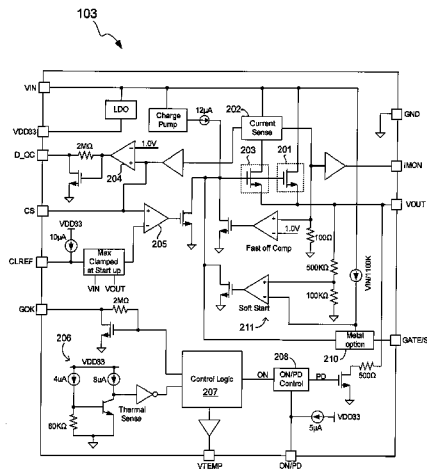 103
VIN
LDO
Charge Pump
12µA
202
Current Sense
GND
VDD33
D_OC
2MΩ
1.0V
204
203
201
IMON
VOUT
CS
205
VDD33
10µA
CLREF
Max Clamped at Start up
VIN VOUT
1.0V
Fast off Comp
100Ω
500KΩ
100KΩ
VIN/1100K
Soft Start
211
Metal option
210
GATE/S
GOK
2MΩ
206
VDD33
4uA
8uA
60KΩ
Thermal Sense
Control Logic
207
ON
208
ON/PD Control
PD
500Ω
VDD33
5µA
VTEMP
ON/PD